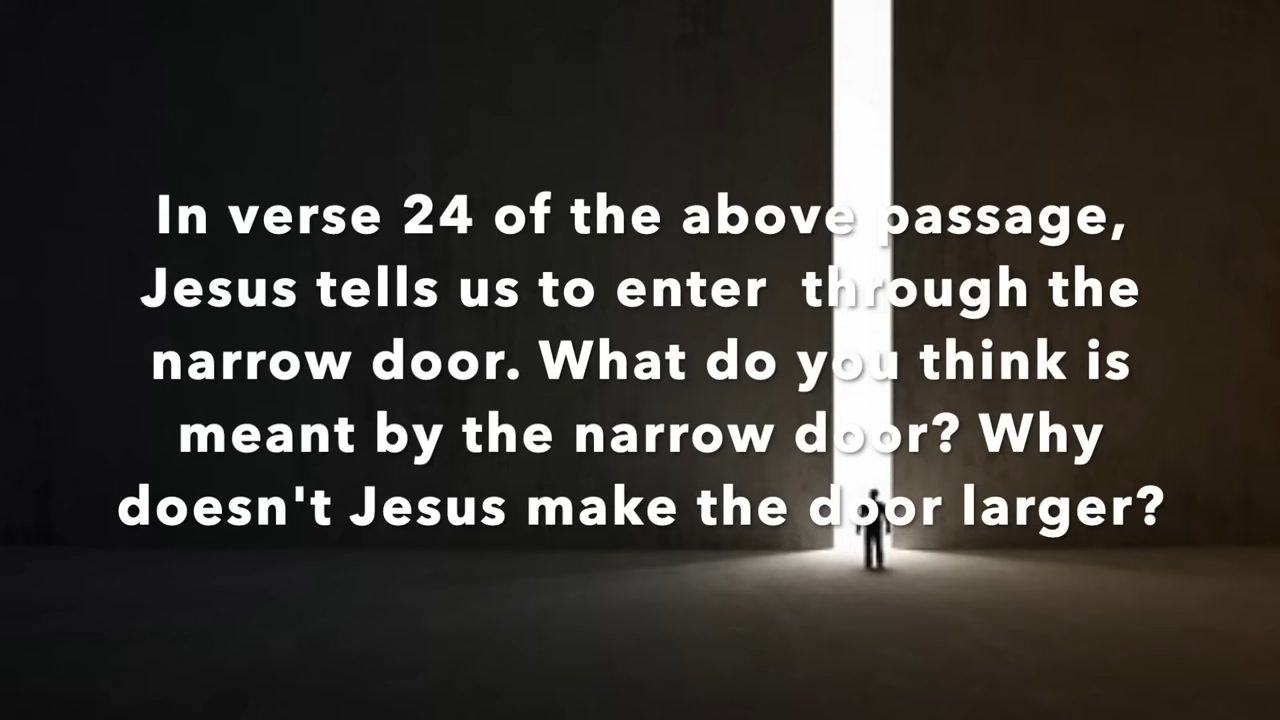 In verse 24 of the above passage,
Jesus tells us to enter  through the
narrow door. What do you think is
meant by the narrow door? Why
doesn't Jesus make the door larger?